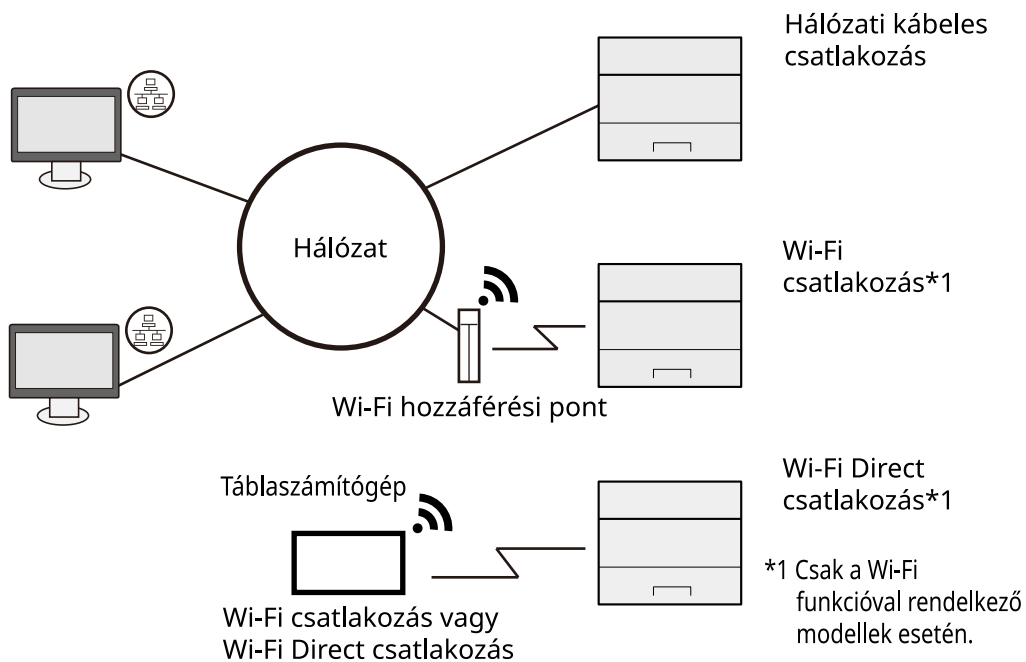 Hálózati kábeles
csatlakozás
Hálózat
Wi-Fi
csatlakozás*1
Wi-Fi hozzáférési pont
Wi-Fi Direct
csatlakozás*1
Táblaszámítógép
*1 Csak a Wi-Fi
funkcióval rendelkező
modellek esetén.
Wi-Fi csatlakozás vagy
Wi-Fi Direct csatlakozás